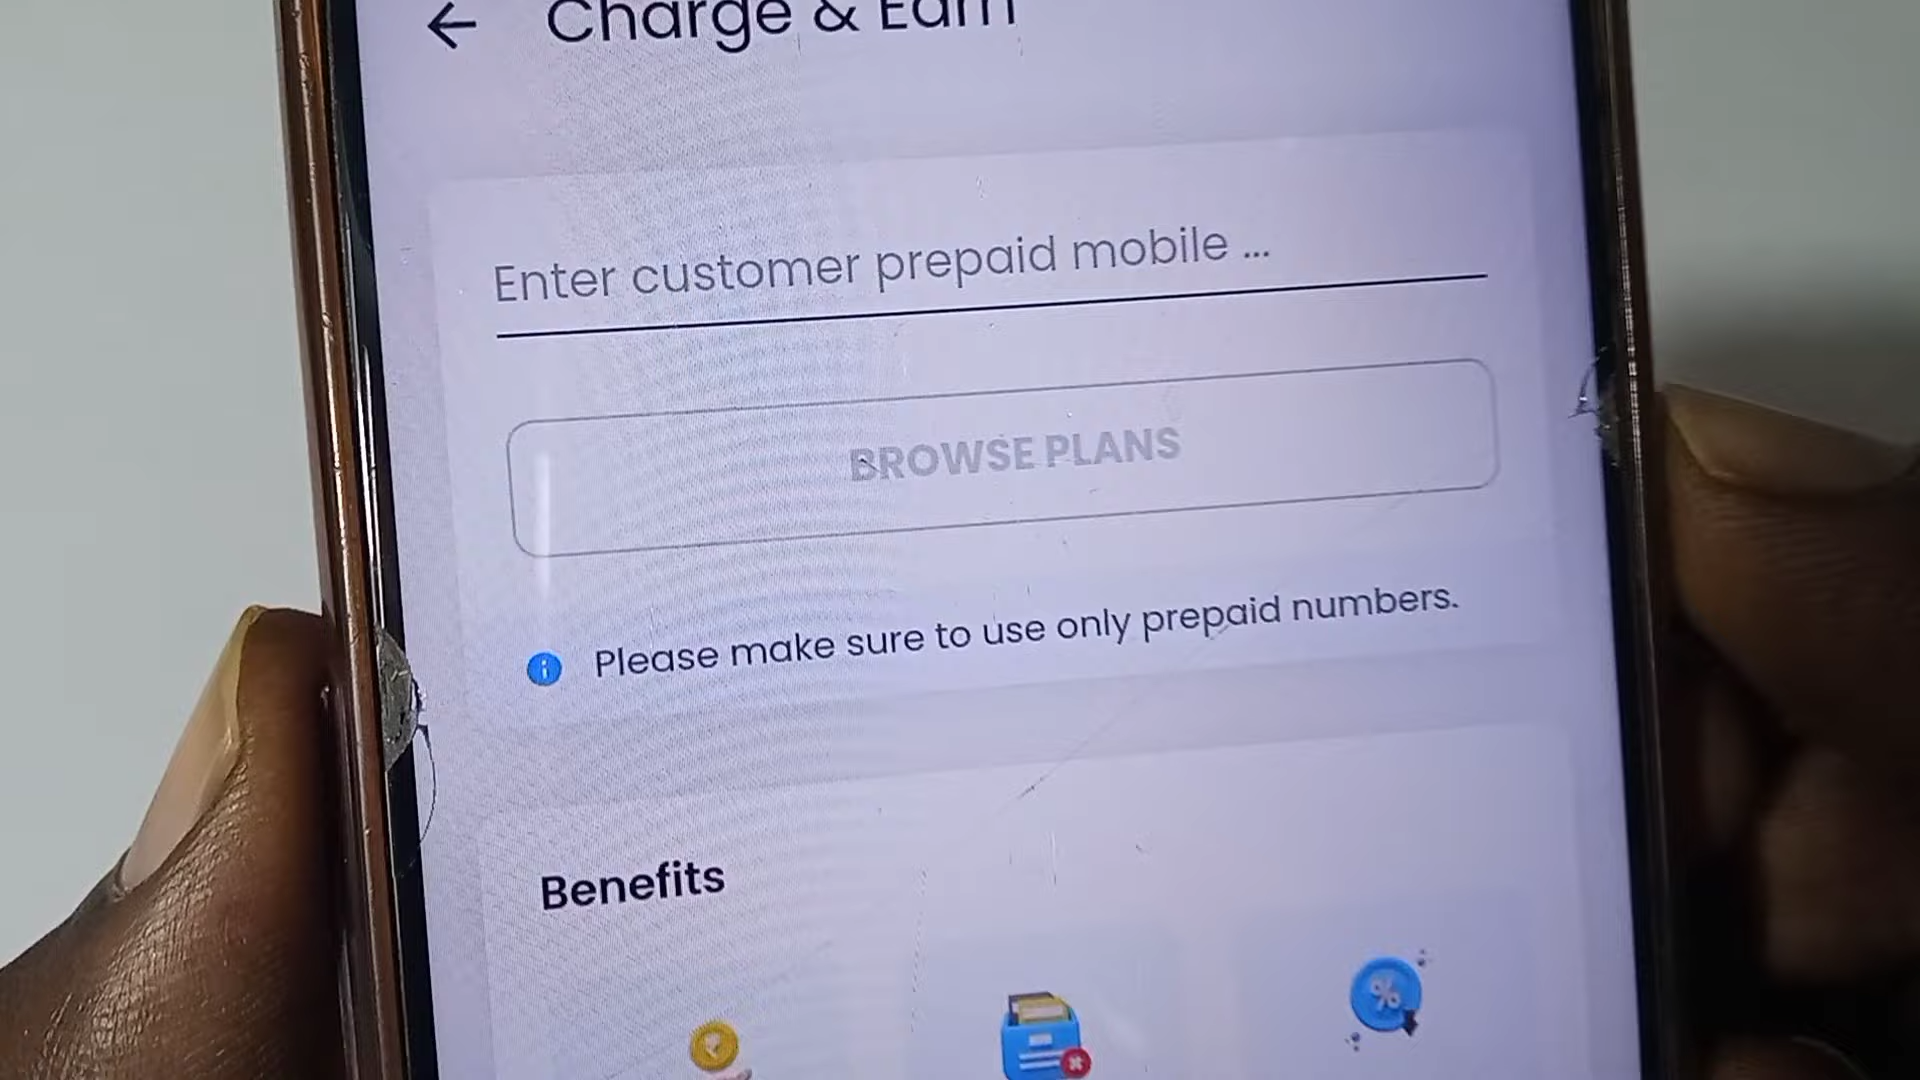 Charge & Earn
Enter customer prepaid mobile ...
BROWSE PLANS
Please make sure to use only prepaid numbers.
Benefits
%